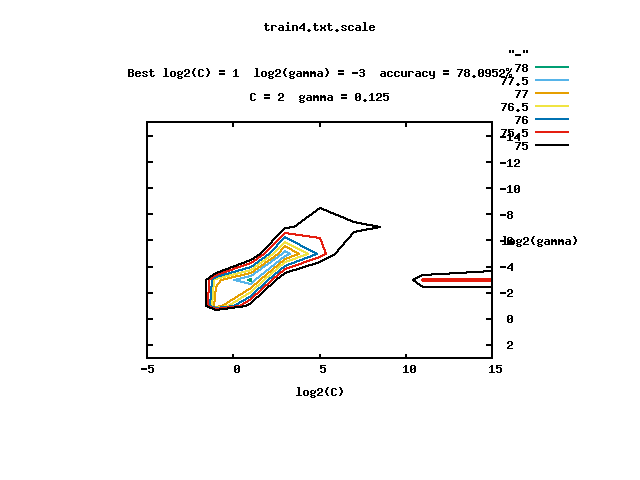 train4.txt.scale
"-"
Best log2(C) = 1  log2(gamma) = -3  accuracy = 78.0952%
78
77.5
C = 2  gamma = 0.125
77
76.5
76
75.5
-14
75
-12
-10
-8
-6
log2(gamma)
-4
-2
0
2
-5 0 5 10 15
log2(C)